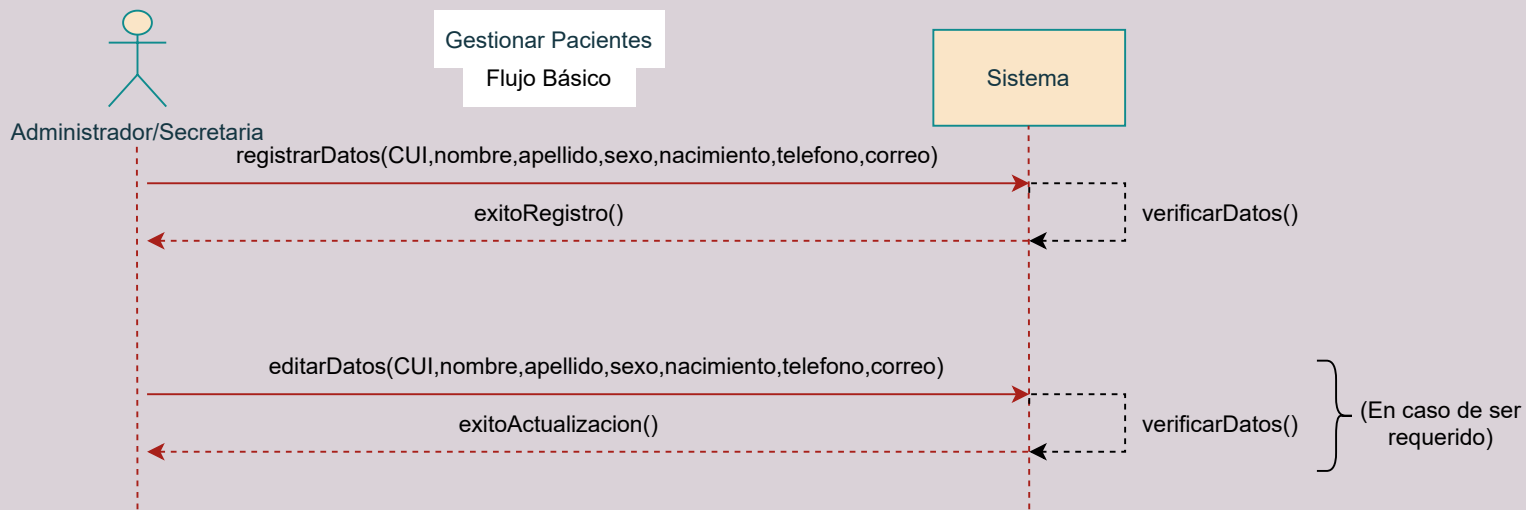 Gestionar Pacientes
Flujo Básico
Sistema
Administrador/Secretaria
registrarDatos(CUI,nombre,apellido,sexo,nacimiento,telefono,correo)
exitoRegistro()
verificarDatos()
editarDatos(CUI,nombre,apellido,sexo,nacimiento,telefono,correo)
exitoActualizacion()
verificarDatos()
(En caso de ser
requerido)